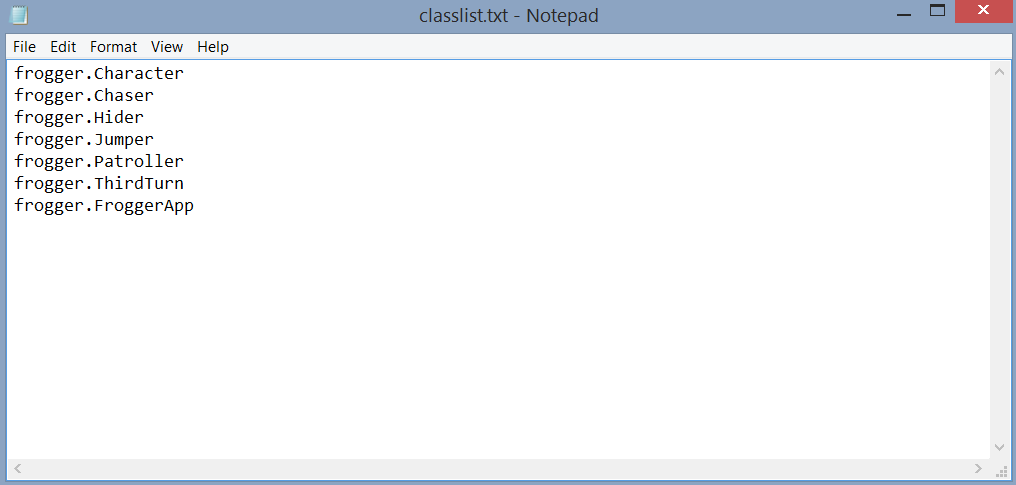 classlist.txt - Notepad
File Edit Format View Help
frogger.Character
frogger.Chaser
frogger.Hider
frogger.Jumper
frogger.Patroller
frogger.ThirdTurn
frogger.FroggerApp